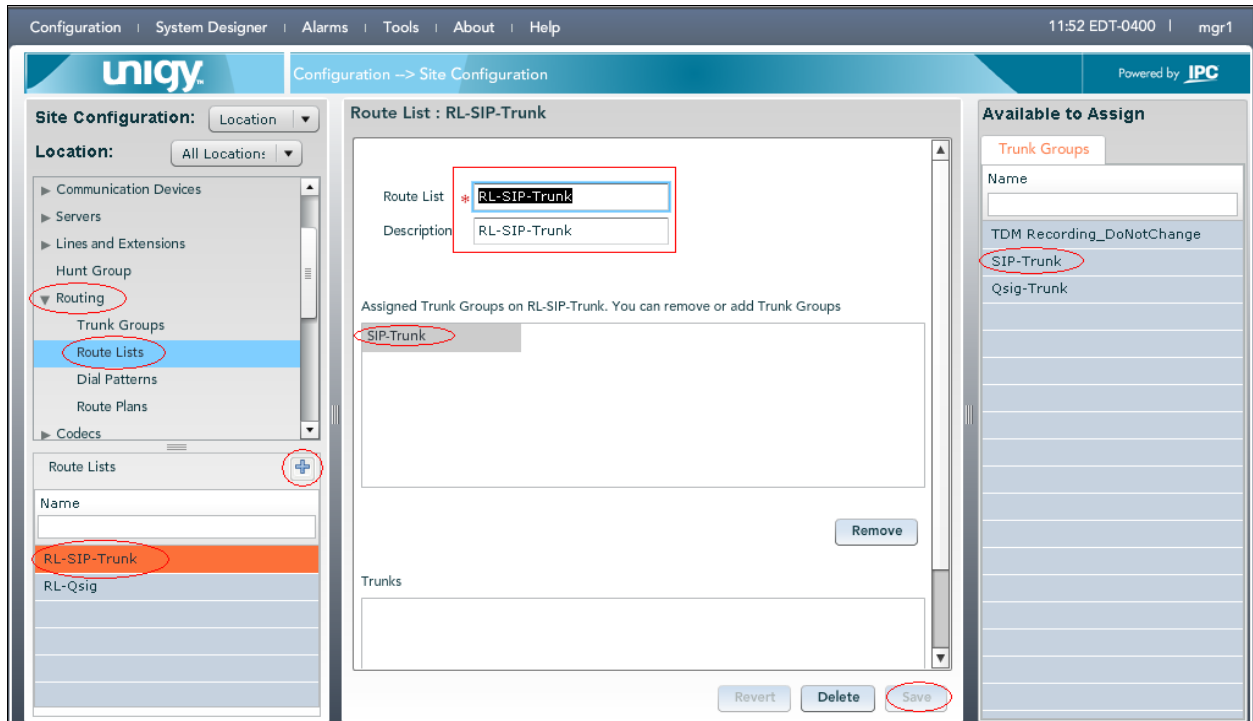 Configuration System Designer Alarms Tools About Help 11:52 EDT-0400 mgr1
unigy. Configuration --> Site Configuration Powered by IPC
Site Configuration: Location
Location: All Location:
Communication Devices
Servers
Lines and Extensions
Hunt Group
Routing
Trunk Groups
Route Lists
Dial Patterns
Route Plans
Codecs
Route Lists
Name
RL-SIP-Trunk
RL-Qsig
Route List : RL-SIP-Trunk
Route List * RL-SIP-Trunk
Description RL-SIP-Trunk
Assigned Trunk Groups on RL-SIP-Trunk. You can remove or add Trunk Groups
SIP-Trunk
Remove
Trunks
Revert Delete Save
Available to Assign
Trunk Groups
Name
TDM Recording_DoNotChange
SIP-Trunk
Qsig-Trunk